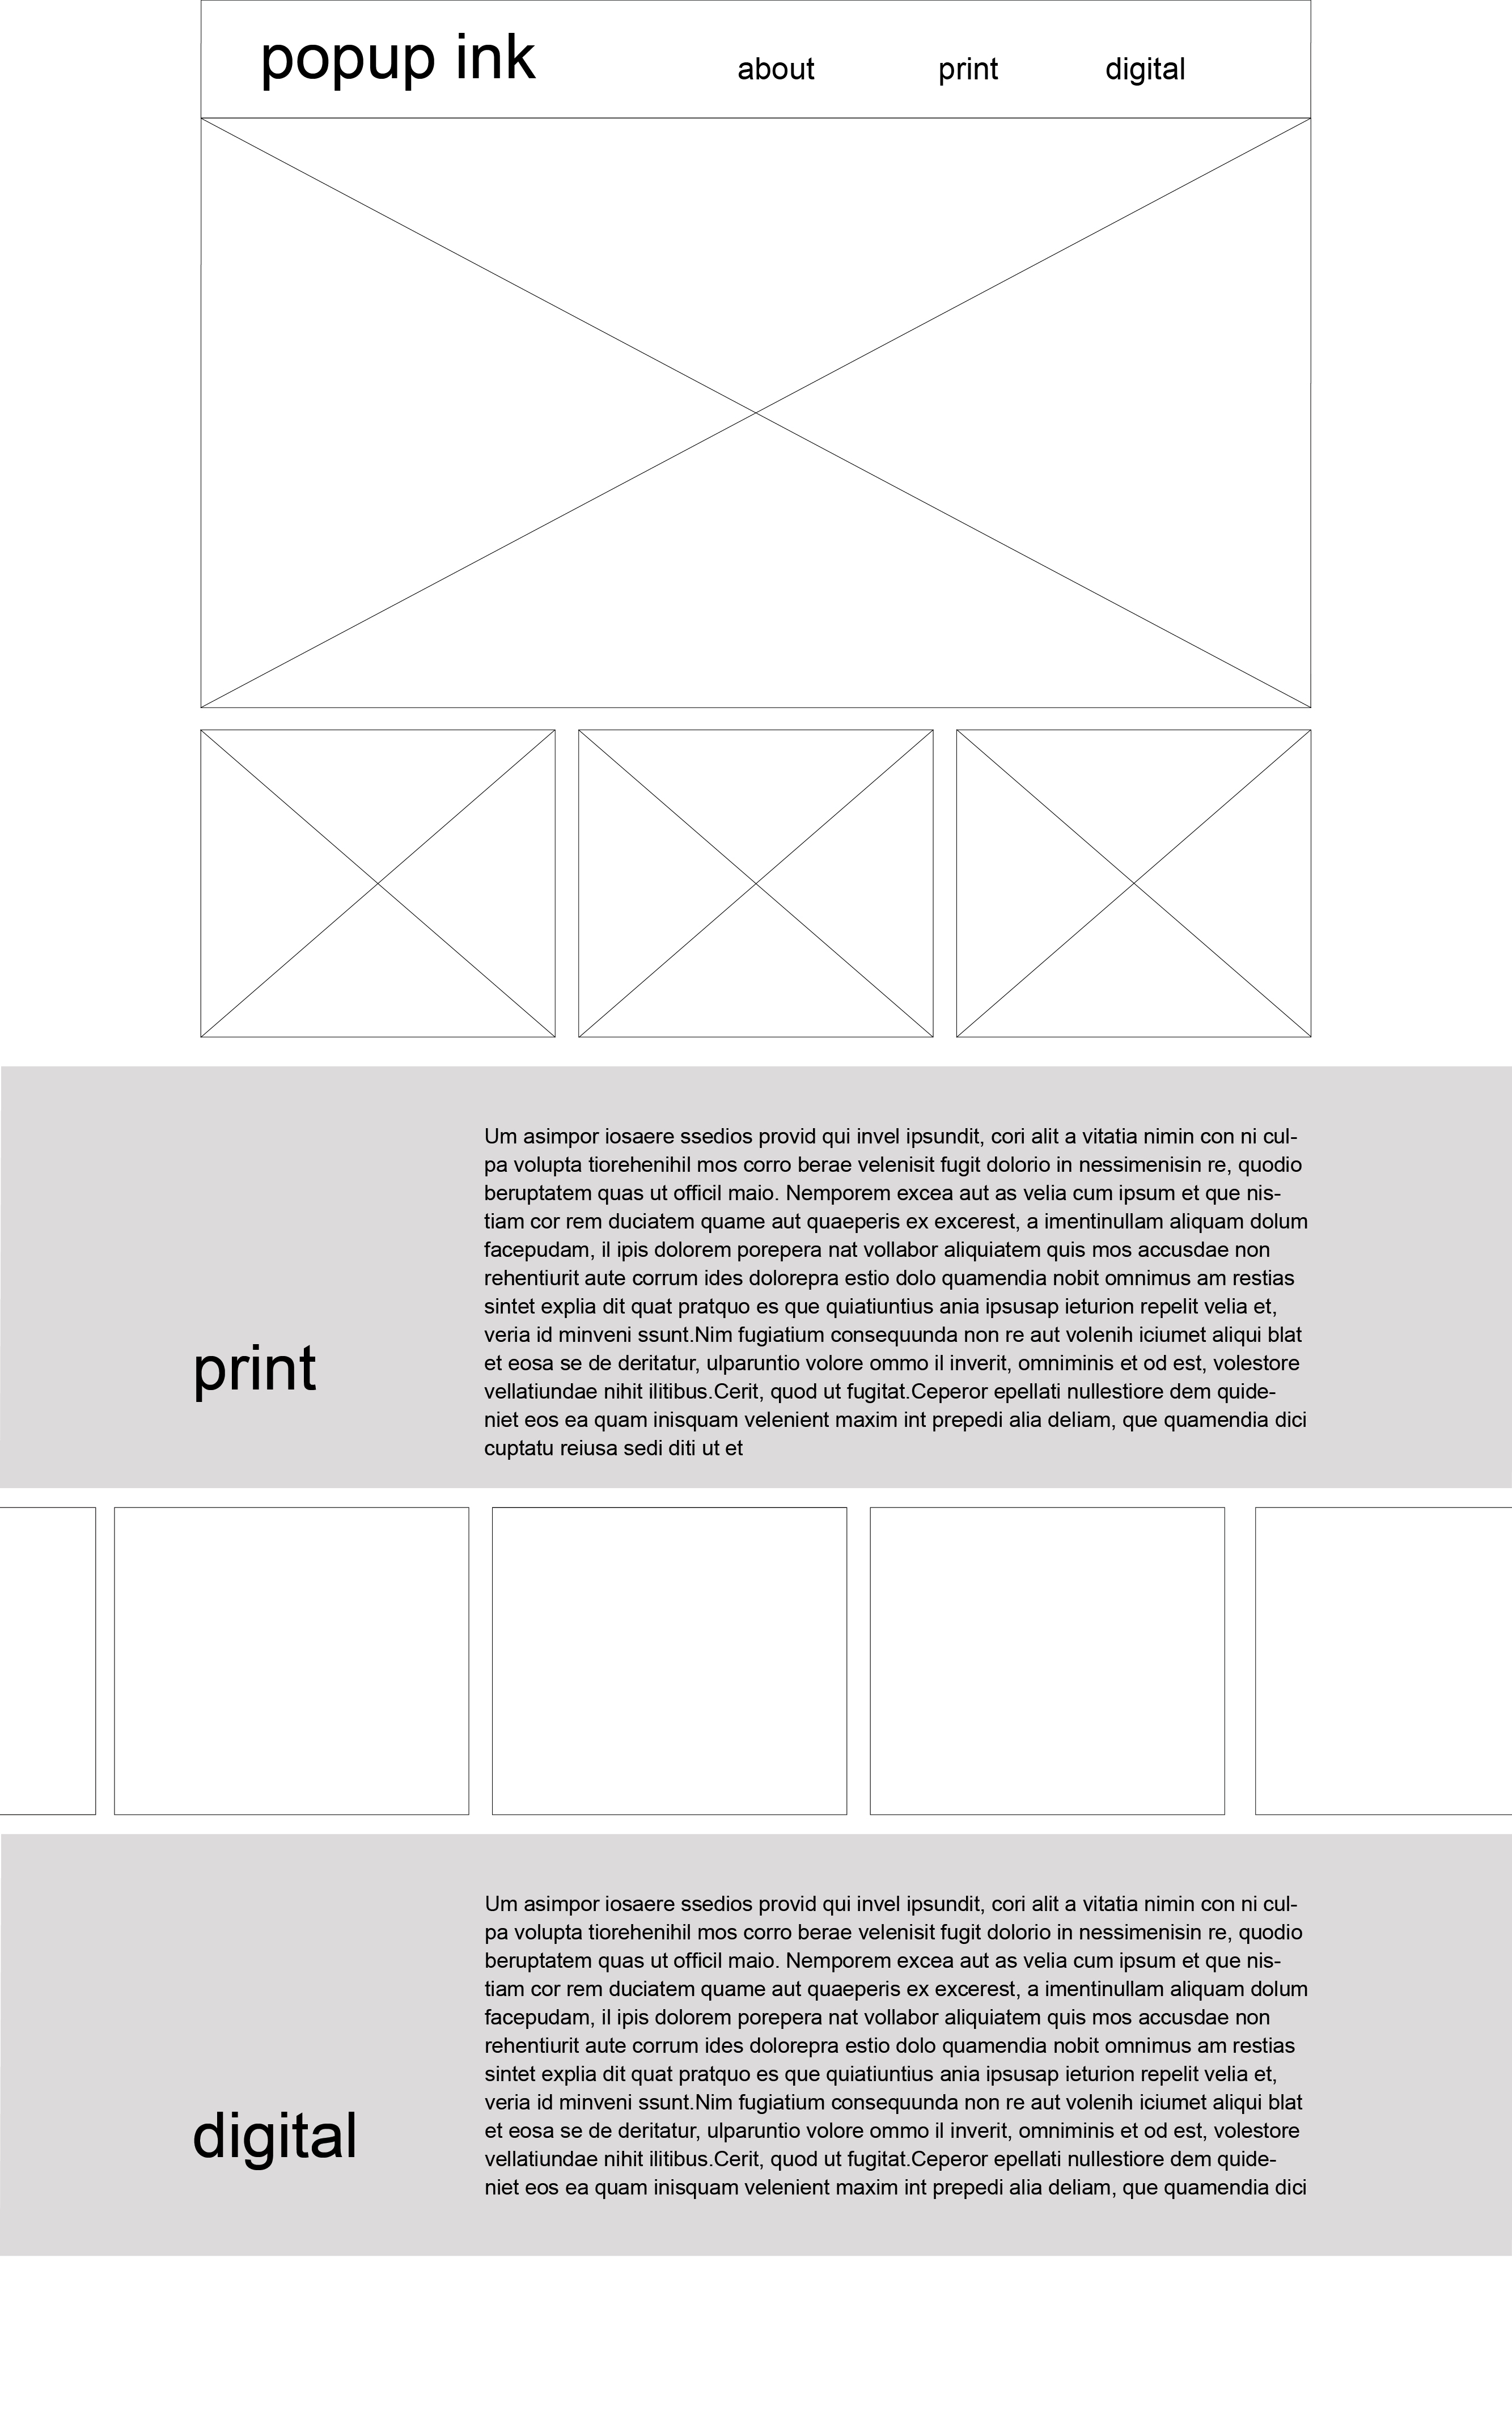 popup ink
about print digital
Um asimpor iosaere ssedios provid qui invel ipsundit, cori alit a vitatia nimin con ni cul-
pa volupta tiorehenihil mos corro berae velenisit fugit dolorio in nessimenisin re, quodio
beruptatem quas ut officil maio. Nemporem excea aut as velia cum ipsum et que nis-
tiam cor rem duciatem quame aut quaeperis ex excerest, a imentinullam aliquam dolum
facepudam, il ipis dolorem porepera nat vollabor aliquiatem quis mos accusdae non
rehentiurit aute corrum ides dolorepra estio dolo quamendia nobit omnimus am restias
sintet explia dit quat pratquo es que quiatiuntius ania ipsusap ieturion repelit velia et,
veria id minveni ssunt.Nim fugiatium consequunda non re aut volenih iciumet aliqui blat
et eosa se de deritatur, ulparuntio volore ommo il inverit, omniminis et od est, volestore
vellatiundae nihit ilitibus.Cerit, quod ut fugitat.Ceperor epellati nullestiore dem quide-
niet eos ea quam inisquam velenient maxim int prepedi alia deliam, que quamendia dici
cuptatu reiusa sedi diti ut et
print
Um asimpor iosaere ssedios provid qui invel ipsundit, cori alit a vitatia nimin con ni cul-
pa volupta tiorehenihil mos corro berae velenisit fugit dolorio in nessimenisin re, quodio
beruptatem quas ut officil maio. Nemporem excea aut as velia cum ipsum et que nis-
tiam cor rem duciatem quame aut quaeperis ex excerest, a imentinullam aliquam dolum
facepudam, il ipis dolorem porepera nat vollabor aliquiatem quis mos accusdae non
rehentiurit aute corrum ides dolorepra estio dolo quamendia nobit omnimus am restias
sintet explia dit quat pratquo es que quiatiuntius ania ipsusap ieturion repelit velia et,
veria id minveni ssunt.Nim fugiatium consequunda non re aut volenih iciumet aliqui blat
et eosa se de deritatur, ulparuntio volore ommo il inverit, omniminis et od est, volestore
vellatiundae nihit ilitibus.Cerit, quod ut fugitat.Ceperor epellati nullestiore dem quide-
niet eos ea quam inisquam velenient maxim int prepedi alia deliam, que quamendia dici
digital